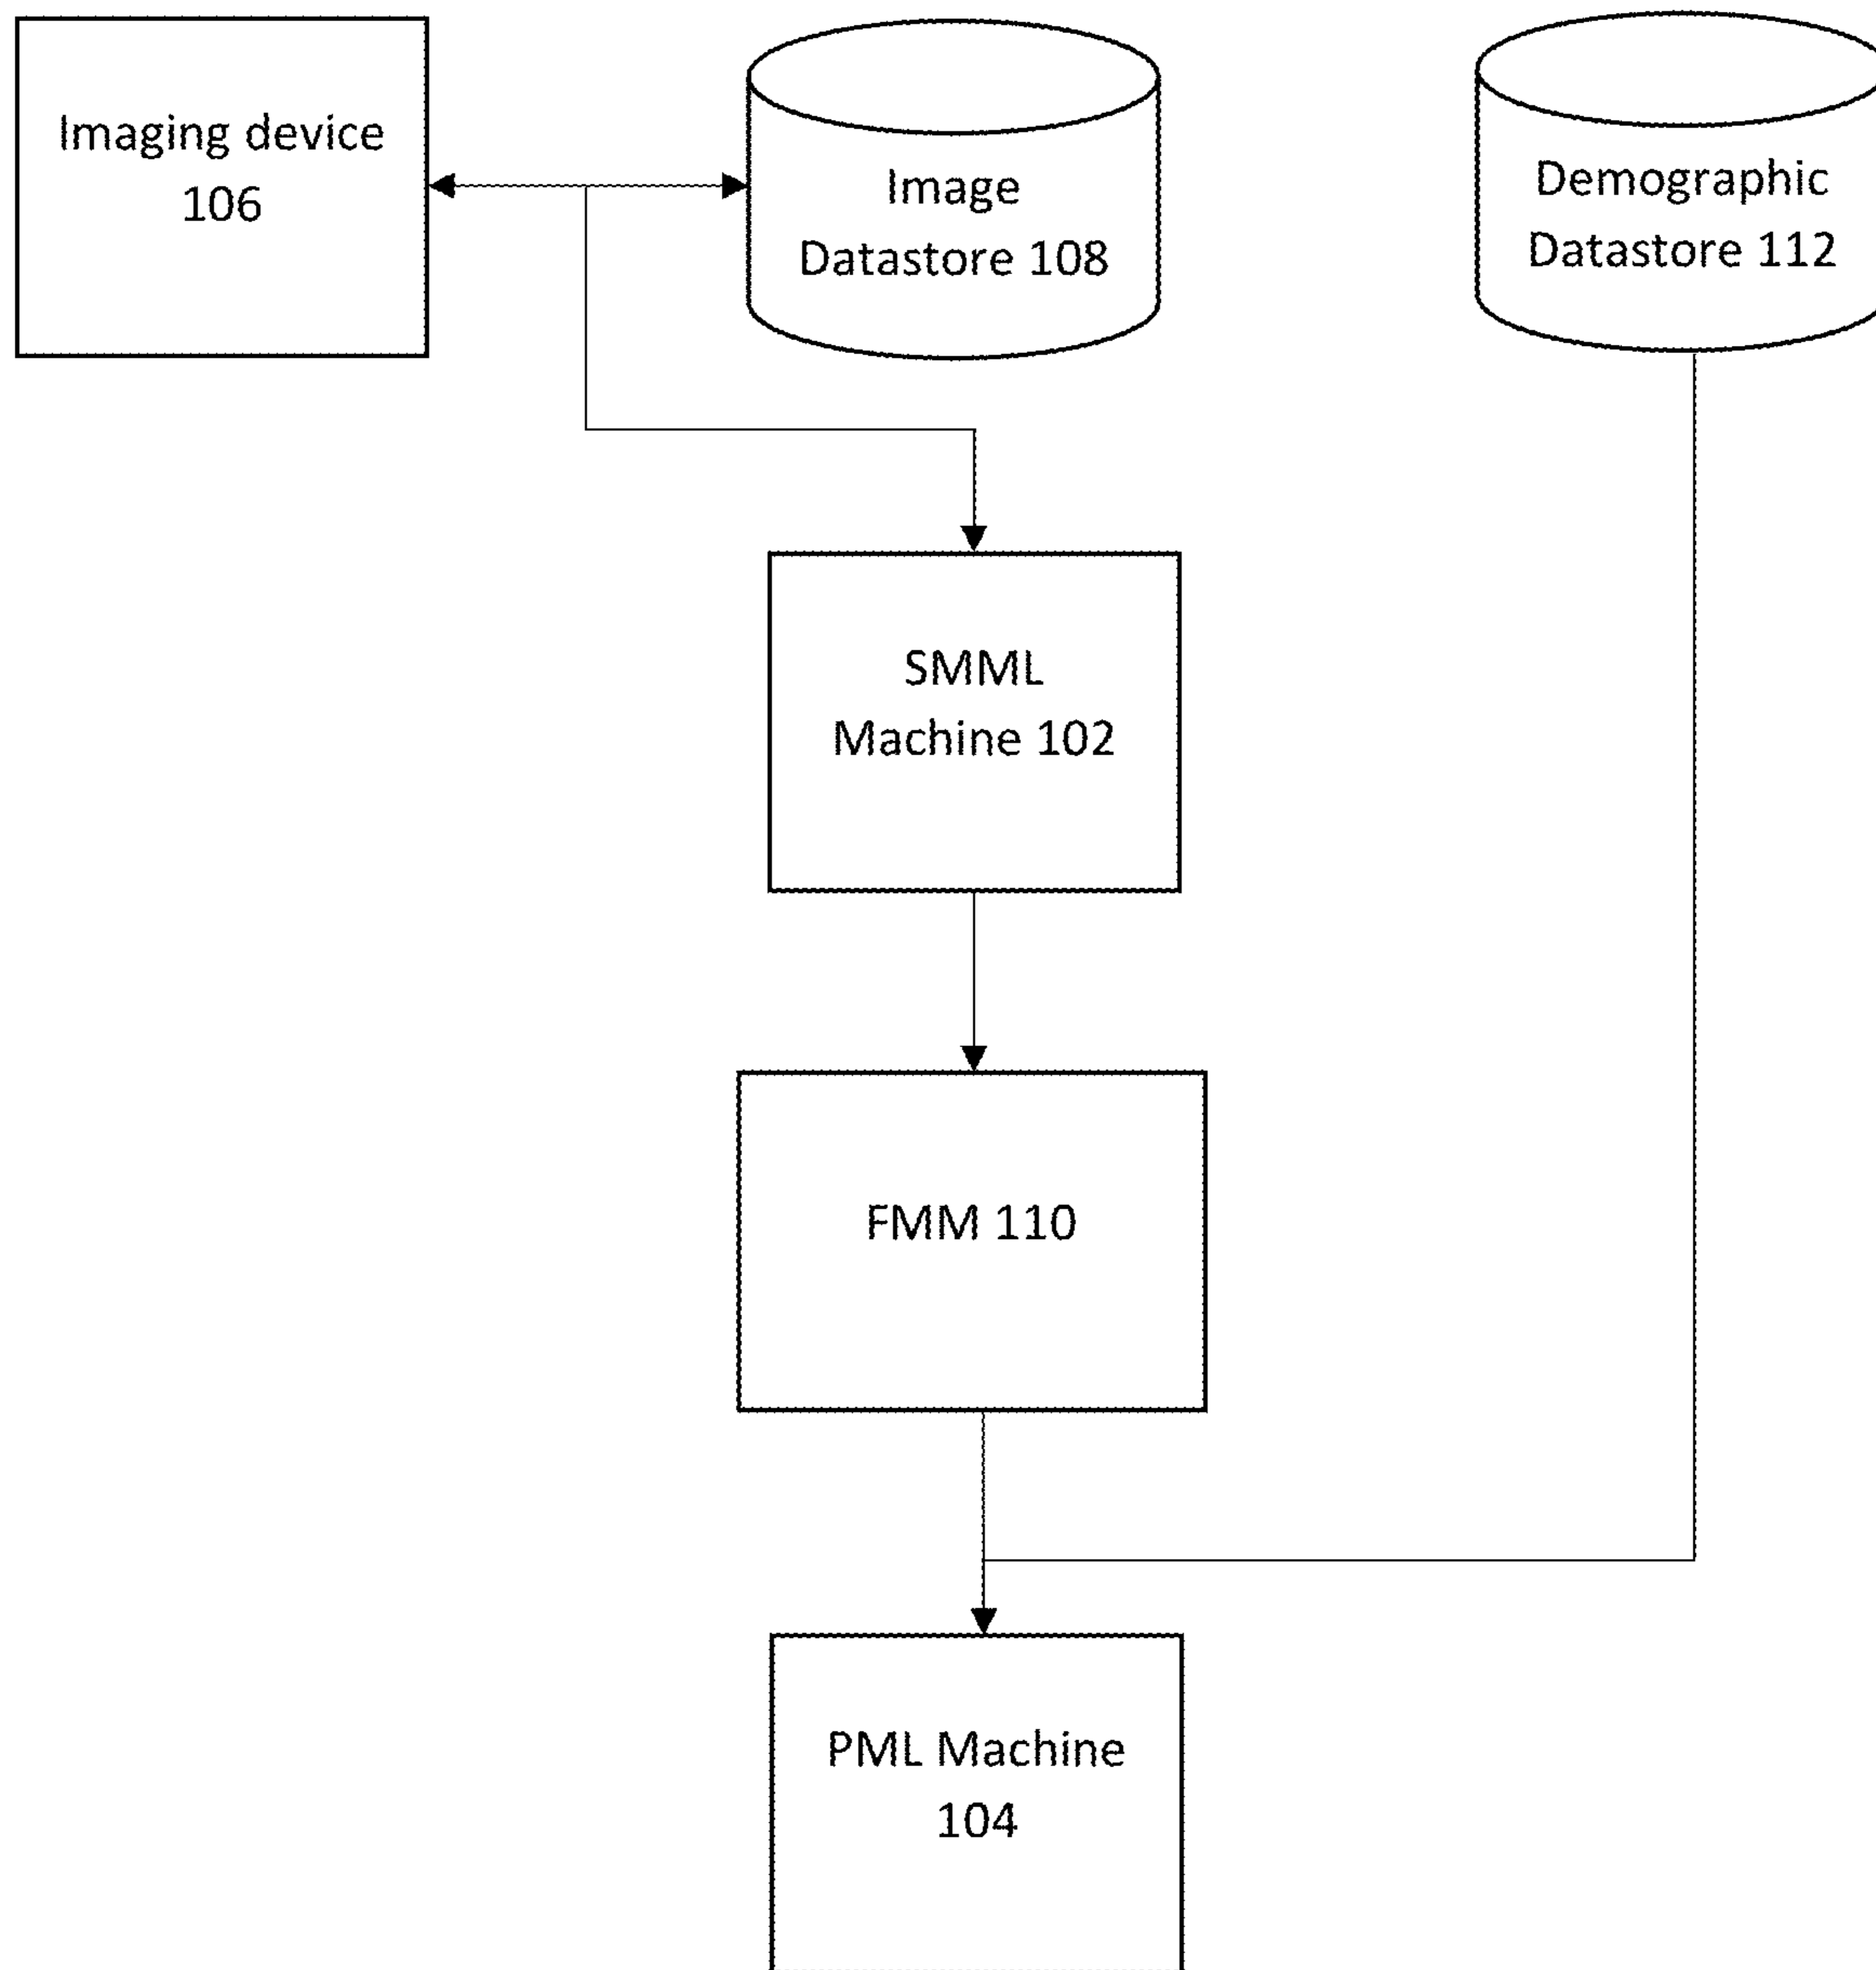 Imaging device
106
Image
Datastore 108
Demographic
Datastore 112
SMML
Machine 102
FMM 110
PML Machine
104